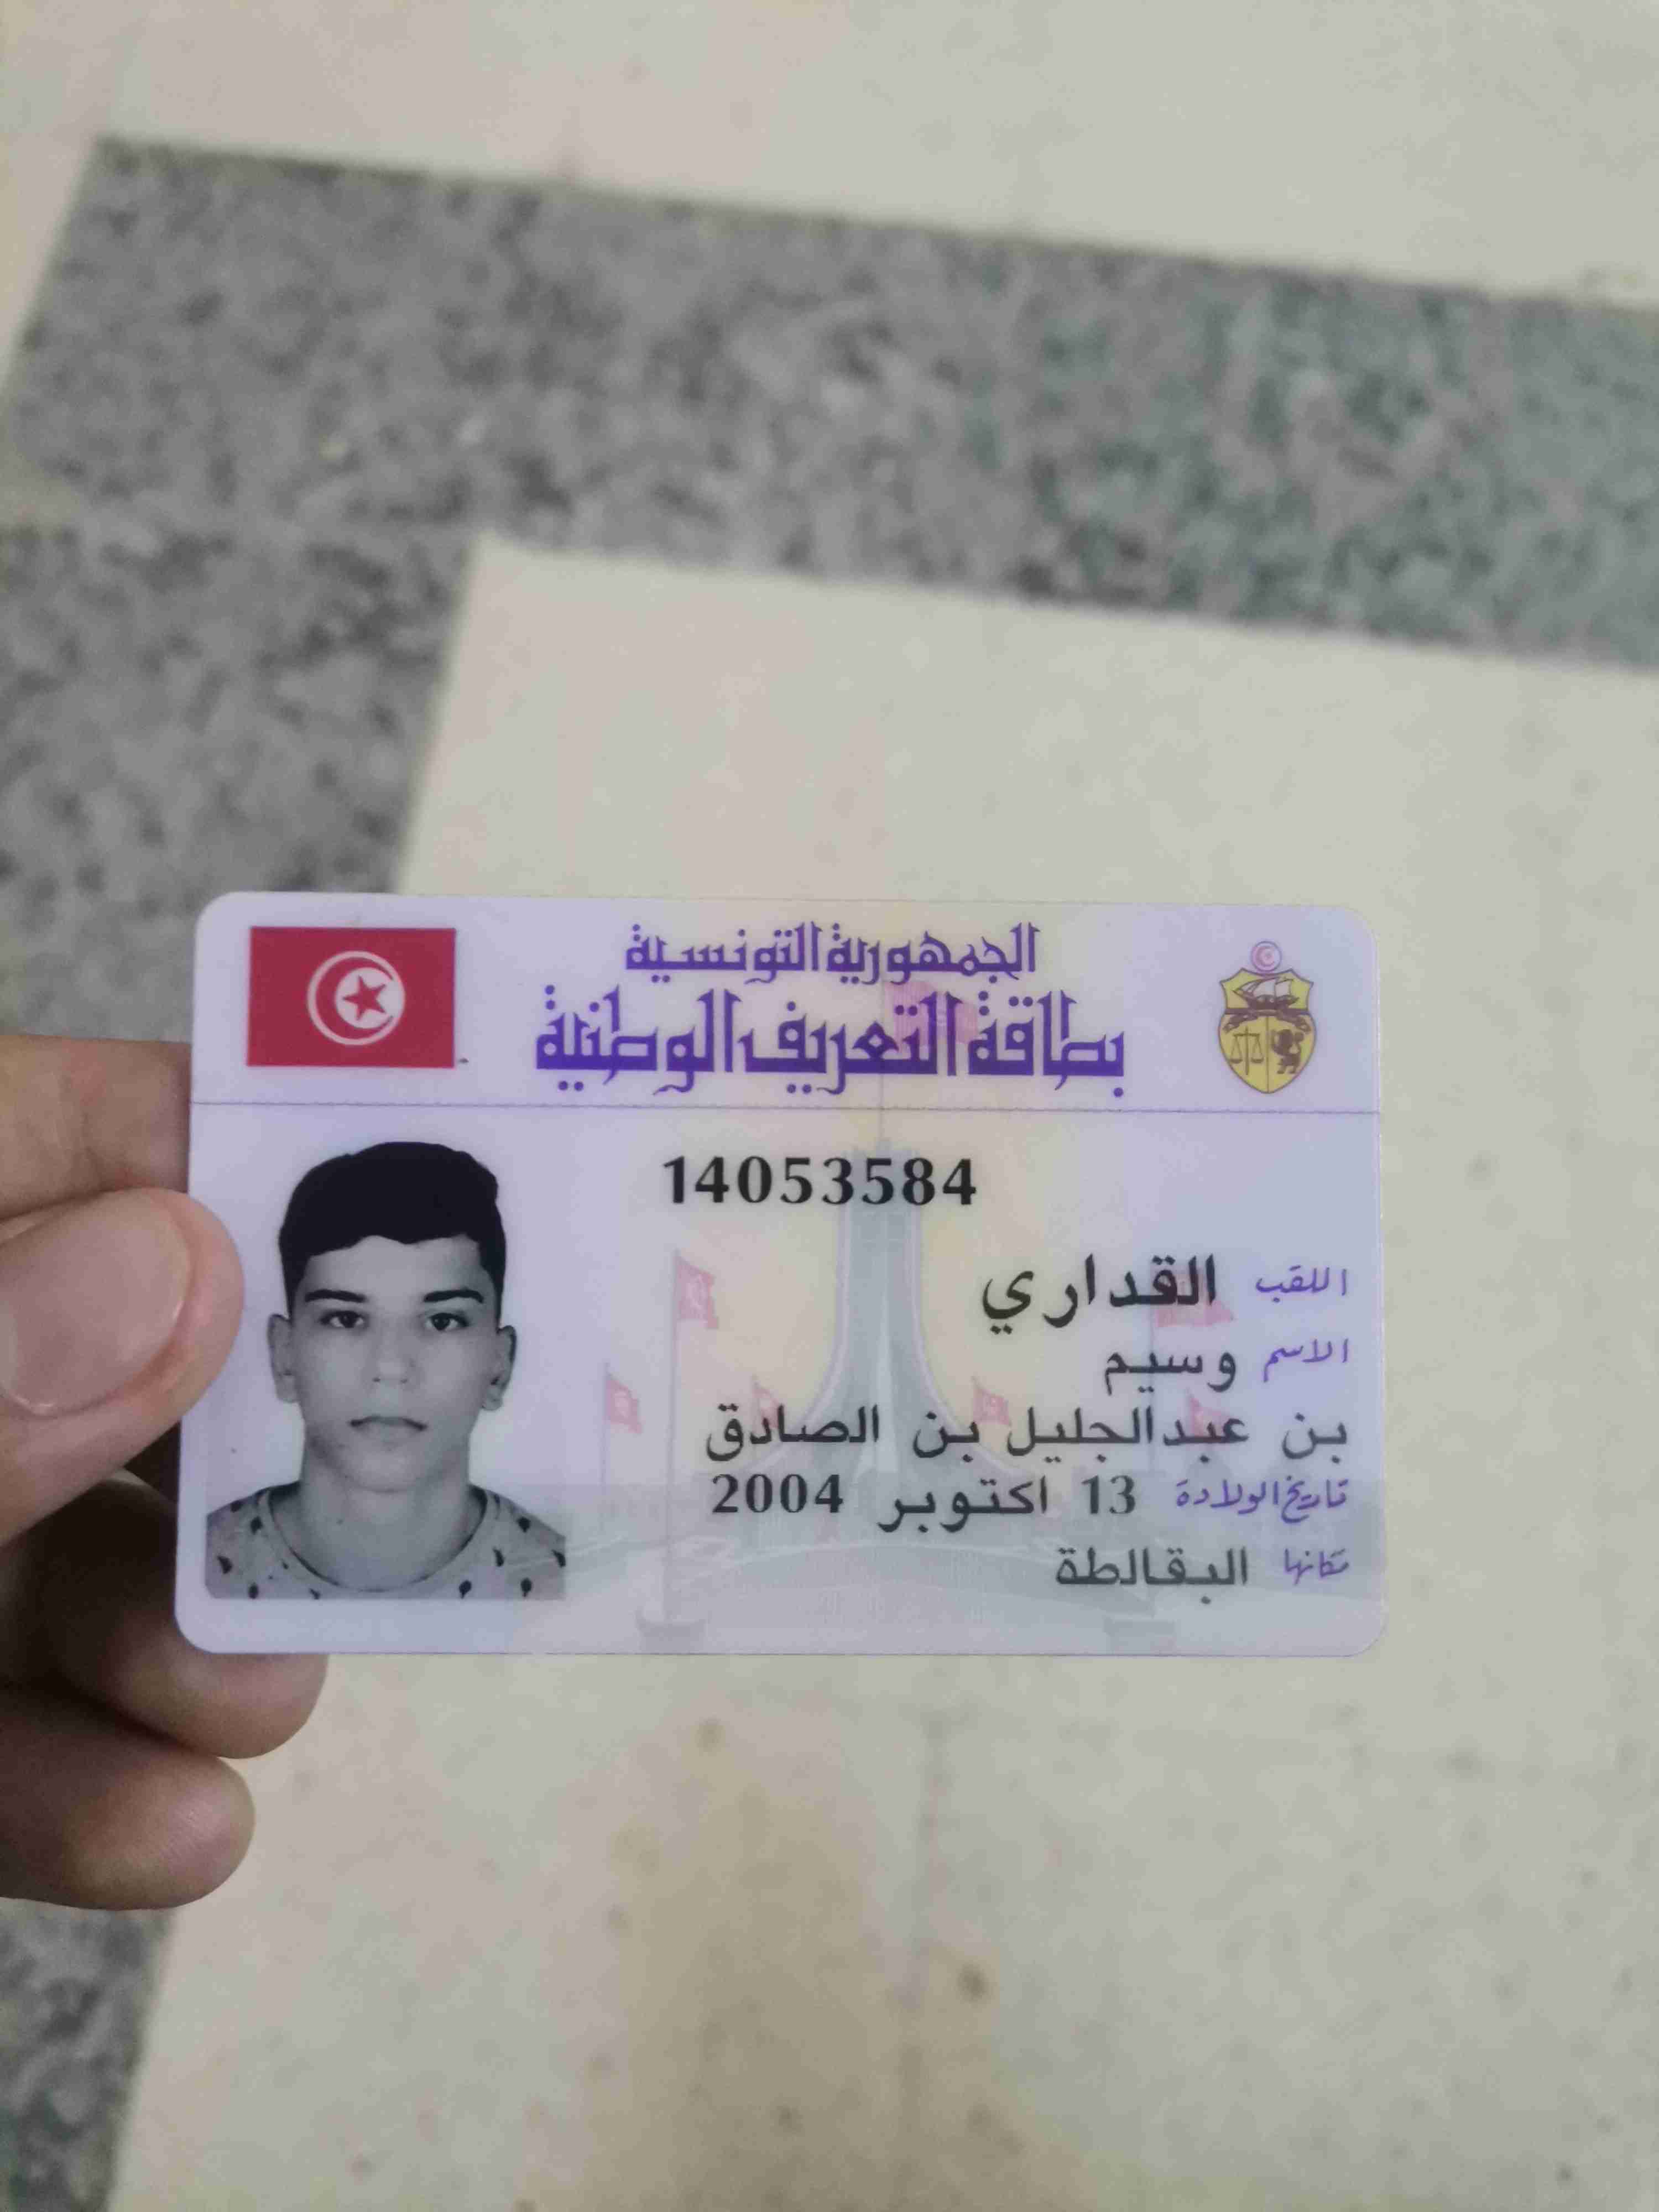 الجمهورية التونسية
بطاقة التعريف الوطنية
14053584
اللقب القداري
الاسم وسيم
بن عبدالجليل بن الصادق
تاريخ الولادة 13 اكتوبر 2004
مكانها البقالطة